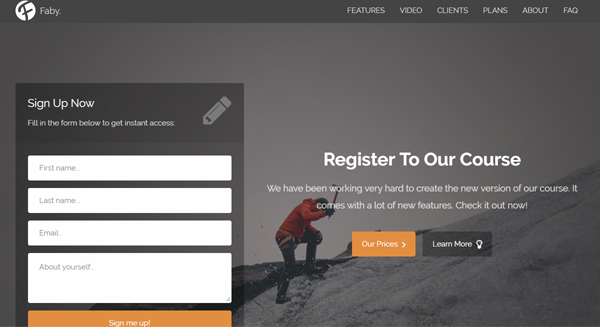 Faby.
FEATURES VIDEO CLIENTS PLANS ABOUT FAQ
Sign Up Now
Fill in the form below to get instant access:
First name...
Last name...
Email...
About yourself...
Sign me up!
Register To Our Course
We have been working very hard to create the new version of our course. It
comes with a lot of new features. Check it out now!
Our Prices
Learn More